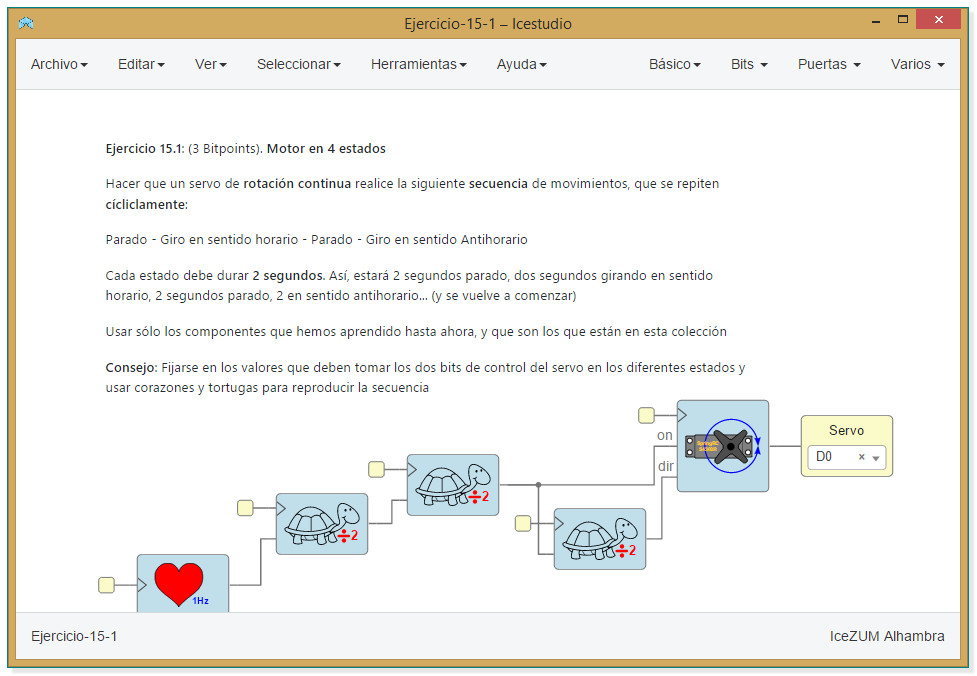 Ejercicio-15-1 – Icestudio
Archivo Editar Ver Seleccionar Herramientas Ayuda Básico Bits Puertas Varios
Ejercicio 15.1: (3 Bitpoints). Motor en 4 estados
Hacer que un servo de rotación continua realice la siguiente secuencia de movimientos, que se repiten
cícliclamente:
Parado - Giro en sentido horario - Parado - Giro en sentido Antihorario
Cada estado debe durar 2 segundos. Así, estará 2 segundos parado, dos segundos girando en sentido
horario, 2 segundos parado, 2 en sentido antihorario... (y se vuelve a comenzar)
Usar sólo los componentes que hemos aprendido hasta ahora, y que son los que están en esta colección
Consejo: Fijarse en los valores que deben tomar los dos bits de control del servo en los diferentes estados y
usar corazones y tortugas para reproducir la secuencia
on
dir
Servo
D0 ×
÷2
÷2
÷2
1Hz
Ejercicio-15-1
IceZUM Alhambra